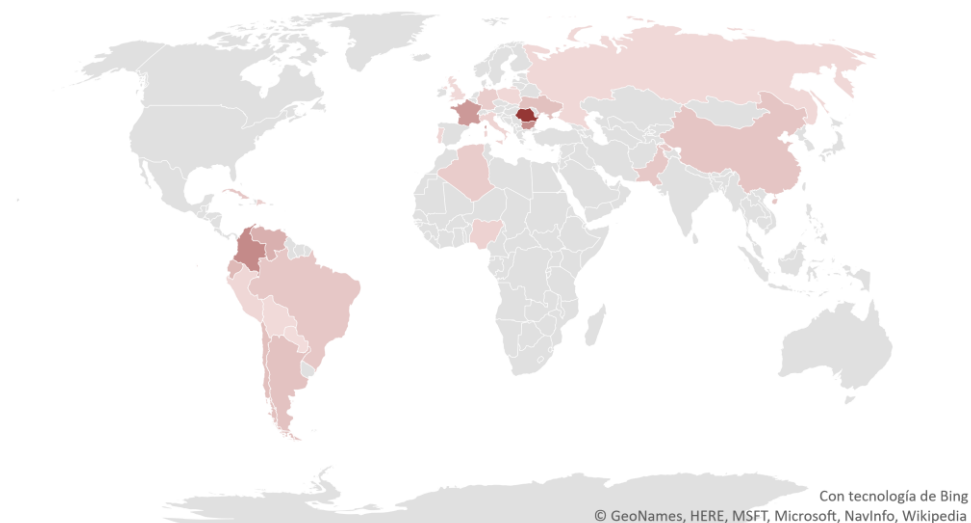 Con tecnología de Bing
© GeoNames, HERE, MSFT, Microsoft, NavInfo, Wikipedia